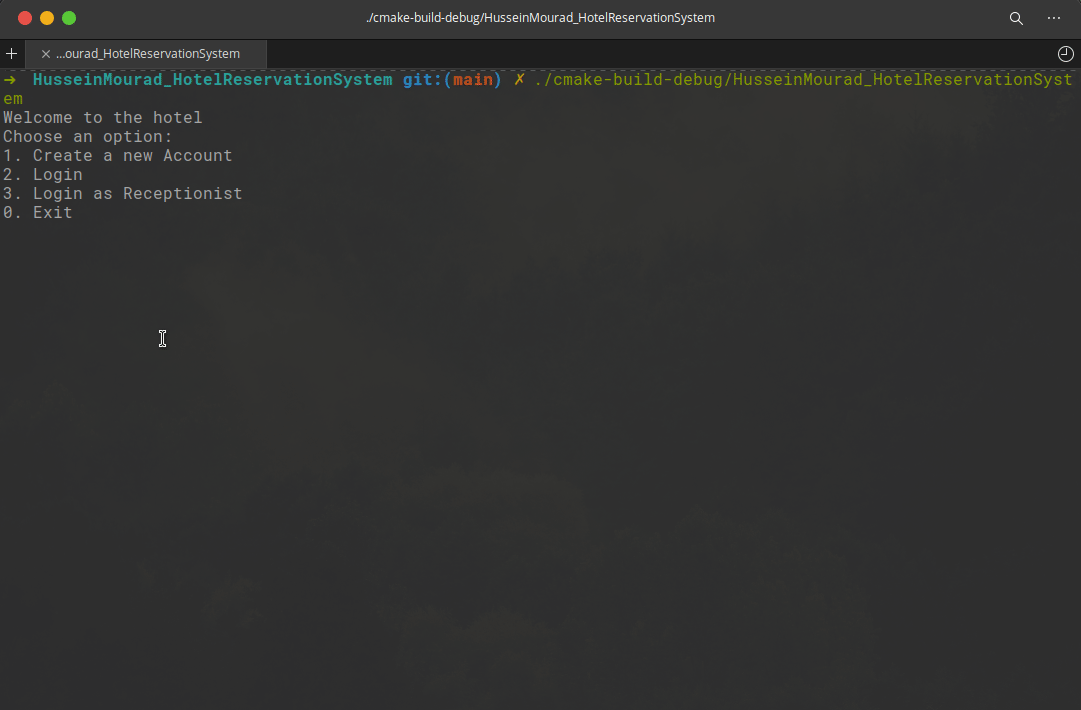 ./cmake-build-debug/HusseinMourad_HotelReservationSystem
...ourad_HotelReservationSystem
➜ HusseinMourad_HotelReservationSystem git:(main) ✗ ./cmake-build-debug/HusseinMourad_HotelReservationSyst
em
Welcome to the hotel
Choose an option:
1. Create a new Account
2. Login
3. Login as Receptionist
0. Exit